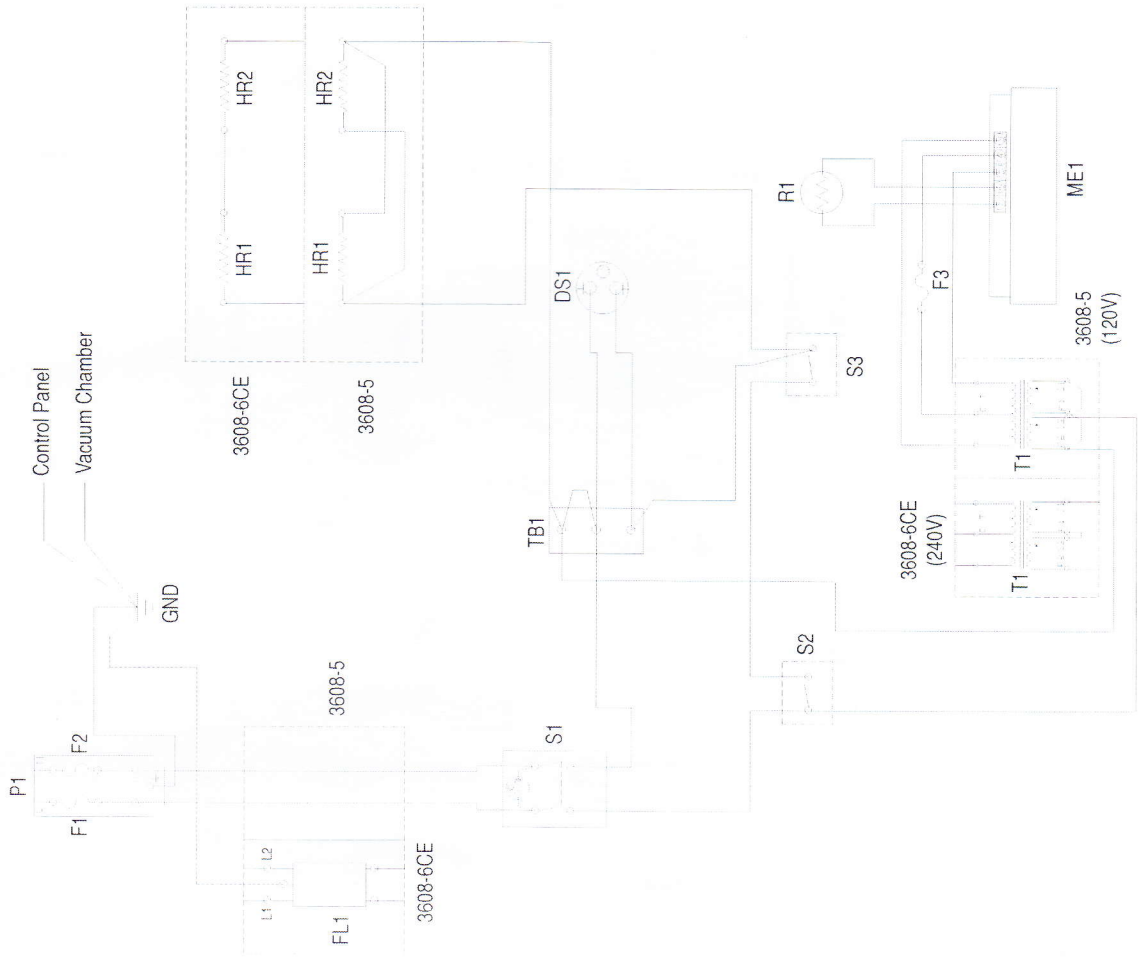 Control Panel
Vacuum Chamber
GND
P1
F1
F2
3608-5
L1
L2
FL1
3608-6CE
S1
HR1
HR2
HR1
HR2
3608-6CE
3608-5
DS1
TB1
S3
S2
R1
F3
ME1
3608-5
(120V)
3608-6CE
(240V)
T1
T1